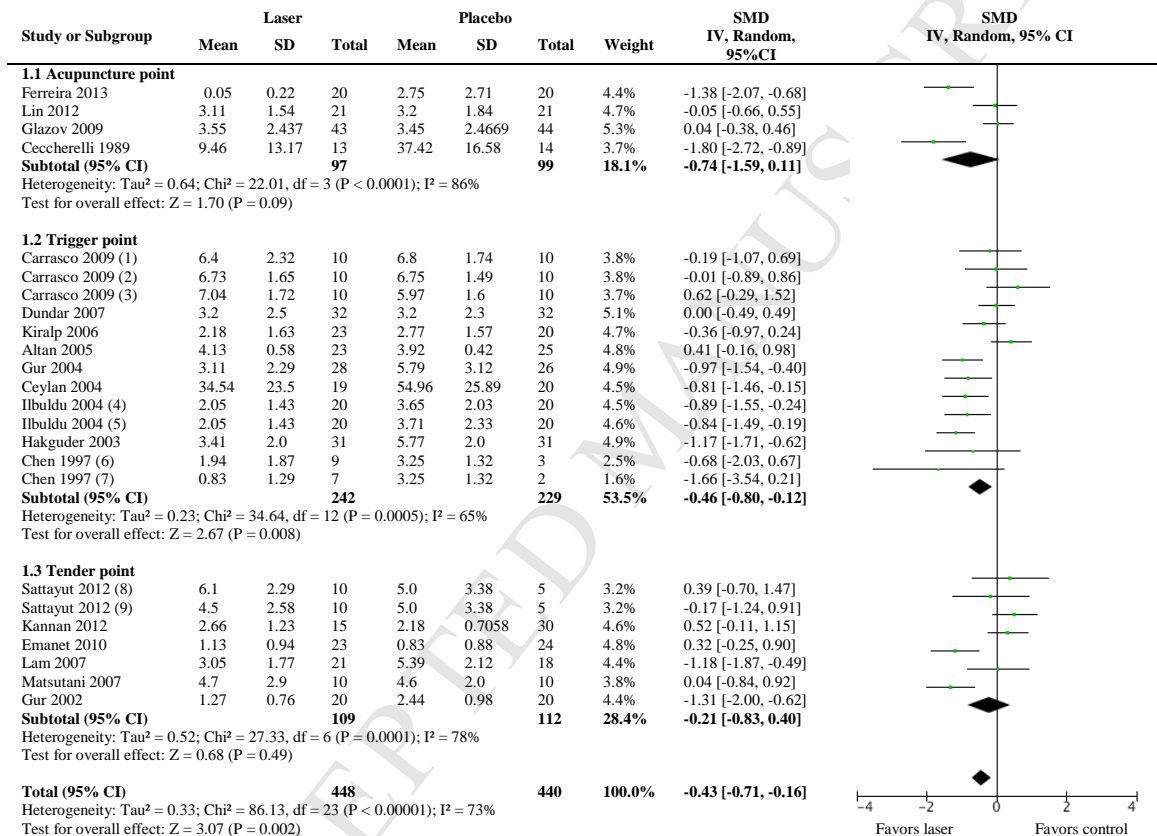 Laser Placebo SMD SMD
Study or Subgroup Mean SD Total Mean SD Total Weight IV, Random, 95%CI IV, Random, 95% CI
1.1 Acupuncture point
Ferreira 2013 0.05 0.22 20 2.75 2.71 20 4.4% -1.38 [-2.07, -0.68]
Lin 2012 3.11 1.54 21 3.2 1.84 21 4.7% -0.05 [-0.66, 0.55]
Glazov 2009 3.55 2.437 43 3.45 2.4669 44 5.3% 0.04 [-0.38, 0.46]
Ceccherelli 1989 9.46 13.17 13 37.42 16.58 14 3.7% -1.80 [-2.72, -0.89]
Subtotal (95% CI) 97 99 18.1% -0.74 [-1.59, 0.11]
Heterogeneity: Tau² = 0.64; Chi² = 22.01, df = 3 (P < 0.0001); I² = 86%
Test for overall effect: Z = 1.70 (P = 0.09)
1.2 Trigger point
Carrasco 2009 (1) 6.4 2.32 10 6.8 1.74 10 3.8% -0.19 [-1.07, 0.69]
Carrasco 2009 (2) 6.73 1.65 10 6.75 1.49 10 3.8% -0.01 [-0.89, 0.86]
Carrasco 2009 (3) 7.04 1.72 10 5.97 1.6 10 3.7% 0.62 [-0.29, 1.52]
Dundar 2007 3.2 2.5 32 3.2 2.3 32 5.1% 0.00 [-0.49, 0.49]
Kiralp 2006 2.18 1.63 23 2.77 1.57 20 4.7% -0.36 [-0.97, 0.24]
Altan 2005 4.13 0.58 23 3.92 0.42 25 4.8% 0.41 [-0.16, 0.98]
Gur 2004 3.11 2.29 28 5.79 3.12 26 4.9% -0.97 [-1.54, -0.40]
Ceylan 2004 34.54 23.5 19 54.96 25.89 20 4.5% -0.81 [-1.46, -0.15]
Ilbuldu 2004 (4) 2.05 1.43 20 3.65 2.03 20 4.5% -0.89 [-1.55, -0.24]
Ilbuldu 2004 (5) 2.05 1.43 20 3.71 2.33 20 4.5% -0.84 [-1.49, -0.19]
Hakguder 2003 3.41 2.0 31 5.77 2.0 31 4.9% -1.17 [-1.71, -0.62]
Chen 1997 (6) 1.94 1.87 9 3.25 1.32 3 2.5% -0.68 [-2.03, 0.67]
Chen 1997 (7) 0.83 1.29 7 3.25 1.32 2 1.6% -1.66 [-3.54, 0.21]
Subtotal (95% CI) 242 229 53.5% -0.46 [-0.80, -0.12]
Heterogeneity: Tau² = 0.23; Chi² = 34.64, df = 12 (P = 0.0005); I² = 65%
Test for overall effect: Z = 2.67 (P = 0.008)
1.3 Tender point
Sattayut 2012 (8) 6.1 2.29 10 5.0 3.38 5 3.2% 0.39 [-0.70, 1.47]
Sattayut 2012 (9) 4.5 2.58 10 5.0 3.38 5 3.2% -0.17 [-1.24, 0.91]
Kannan 2012 2.66 1.23 15 2.18 0.7058 30 4.6% 0.52 [-0.11, 1.15]
Emanet 2010 1.13 0.94 23 0.83 0.88 24 4.8% 0.32 [-0.25, 0.90]
Lam 2007 3.05 1.77 21 5.39 2.12 18 4.4% -1.18 [-1.87, -0.49]
Matsutani 2007 4.7 2.9 10 4.6 2.0 10 3.8% 0.04 [-0.84, 0.92]
Gur 2002 1.27 0.76 20 2.44 0.98 20 4.4% -1.31 [-2.00, -0.62]
Subtotal (95% CI) 109 112 28.4% -0.21 [-0.83, 0.40]
Heterogeneity: Tau² = 0.52; Chi² = 27.33, df = 6 (P = 0.0001); I² = 78%
Test for overall effect: Z = 0.68 (P = 0.49)
Total (95% CI) 448 440 100.0% -0.43 [-0.71, -0.16]
Heterogeneity: Tau² = 0.33; Chi² = 86.13, df = 23 (P < 0.00001); I² = 73%
Test for overall effect: Z = 3.07 (P = 0.002)
-4 -2 0 2 4
Favors laser Favors control
EPTED MANUS